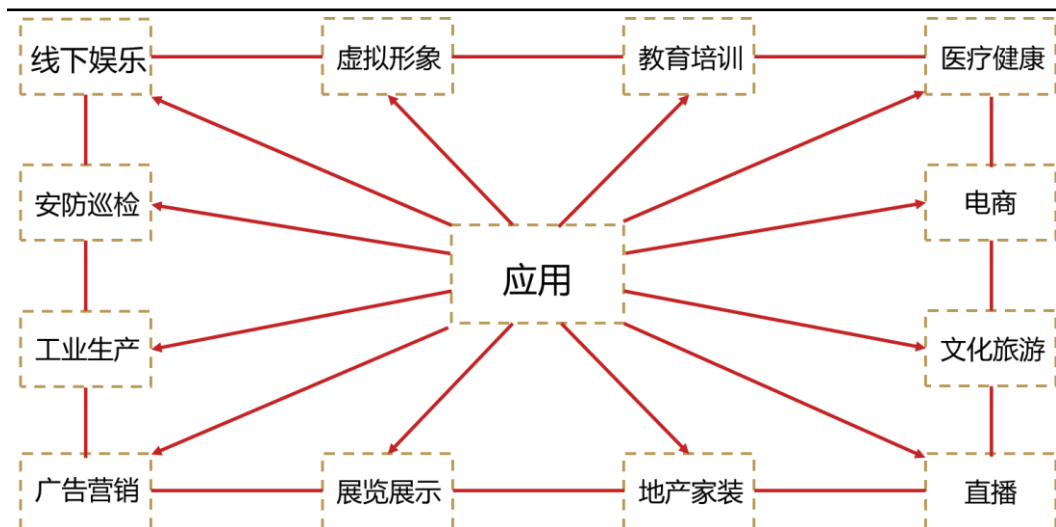 线下娱乐
虚拟形象
教育培训
医疗健康
安防巡检
电商
应用
工业生产
文化旅游
广告营销
展览展示
地产家装
直播